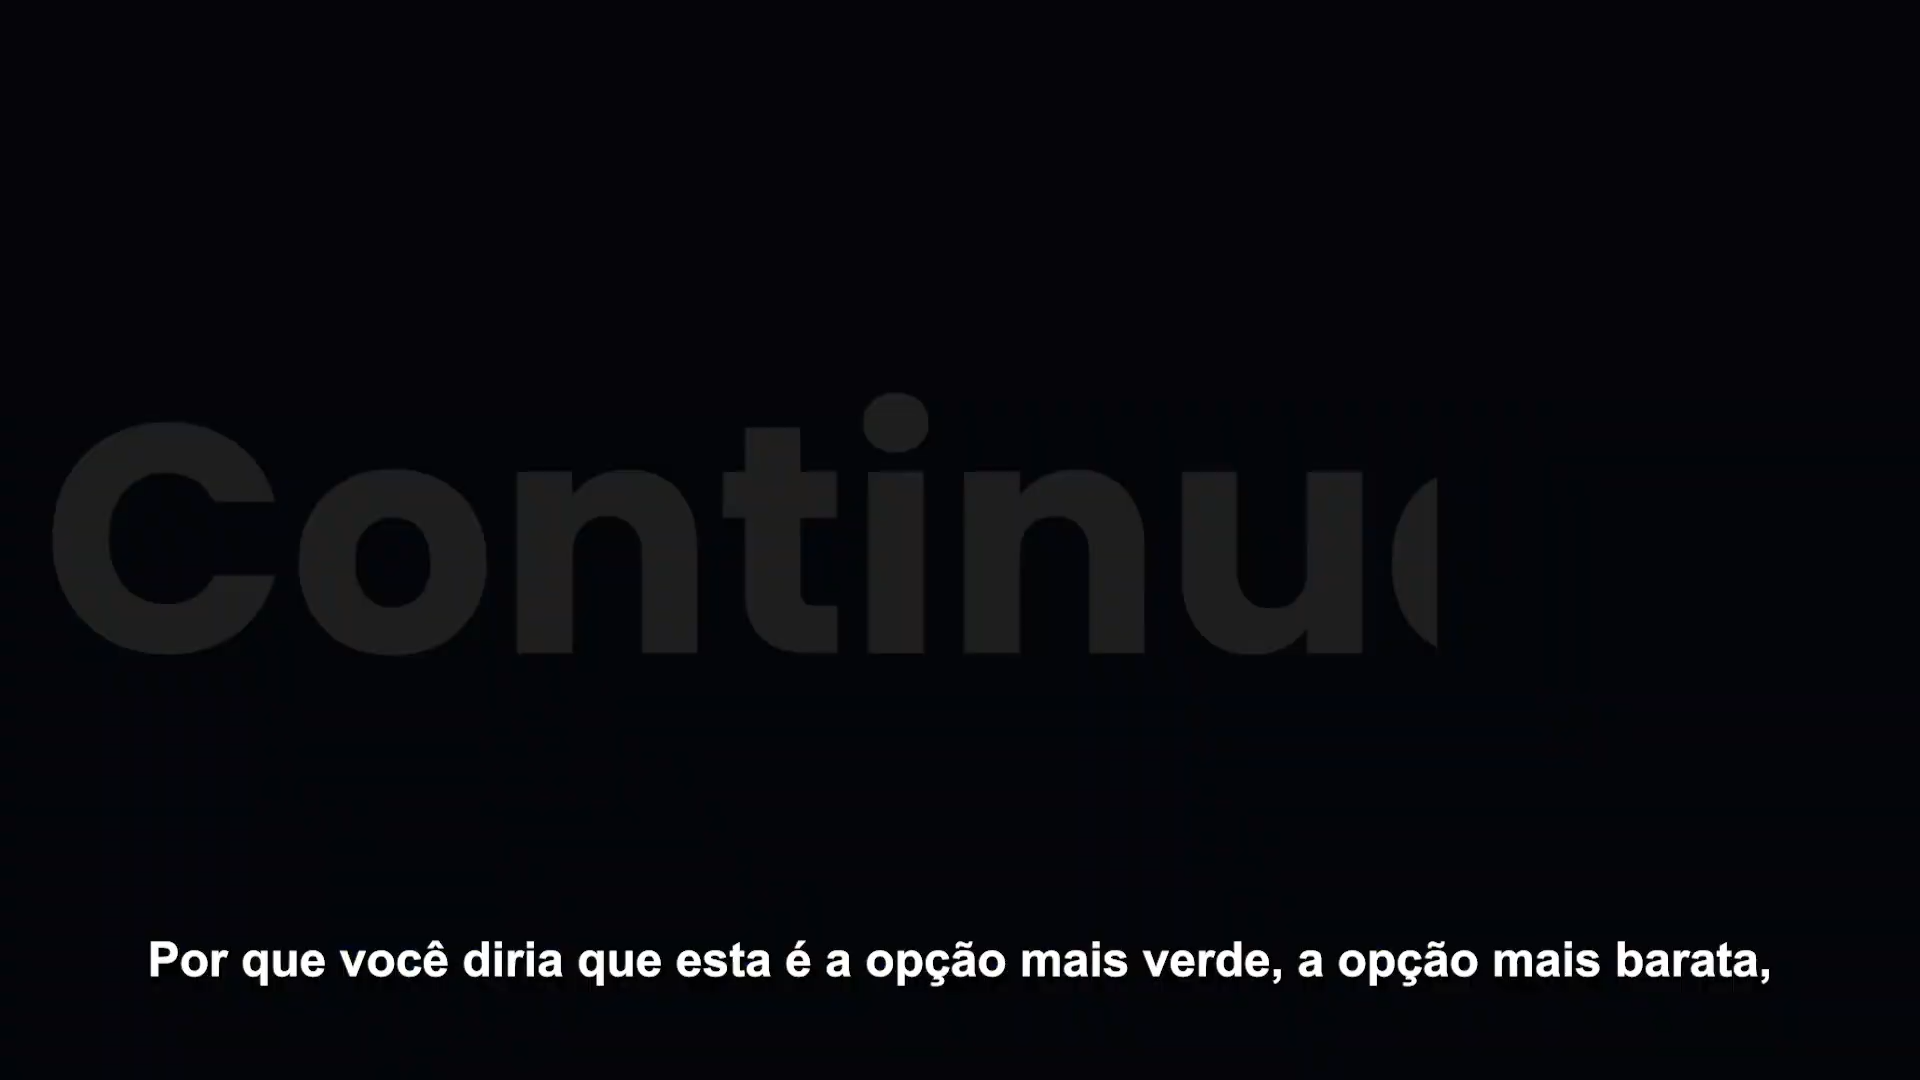 Continu
Por que você diria que esta é a opção mais verde, a opção mais barata,